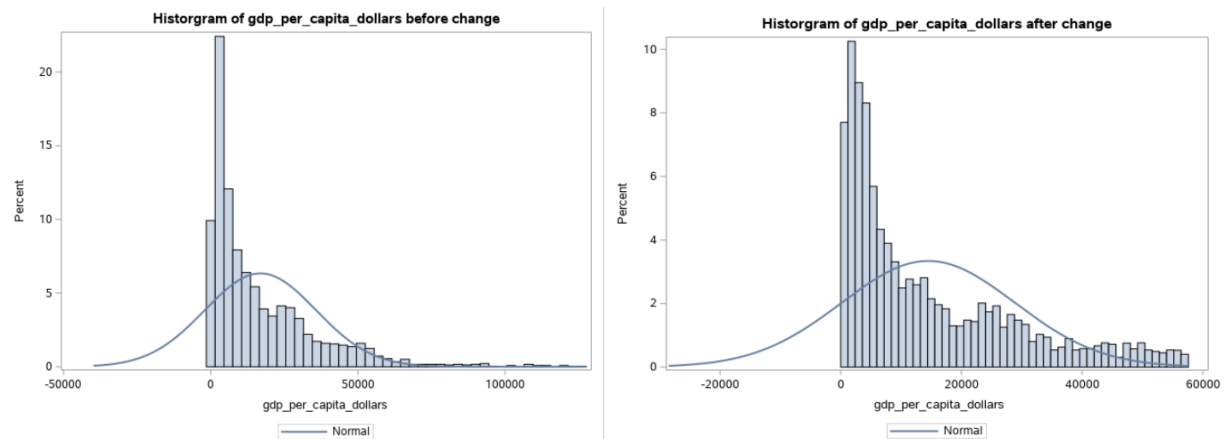 Historgram of gdp_per_capita_dollars before change
20
15
10
5
0
Percent
-50000 0 50000 100000
gdp_per_capita_dollars
Normal
Historgram of gdp_per_capita_dollars after change
10
8
6
4
2
0
Percent
-20000 0 20000 40000 60000
gdp_per_capita_dollars
Normal